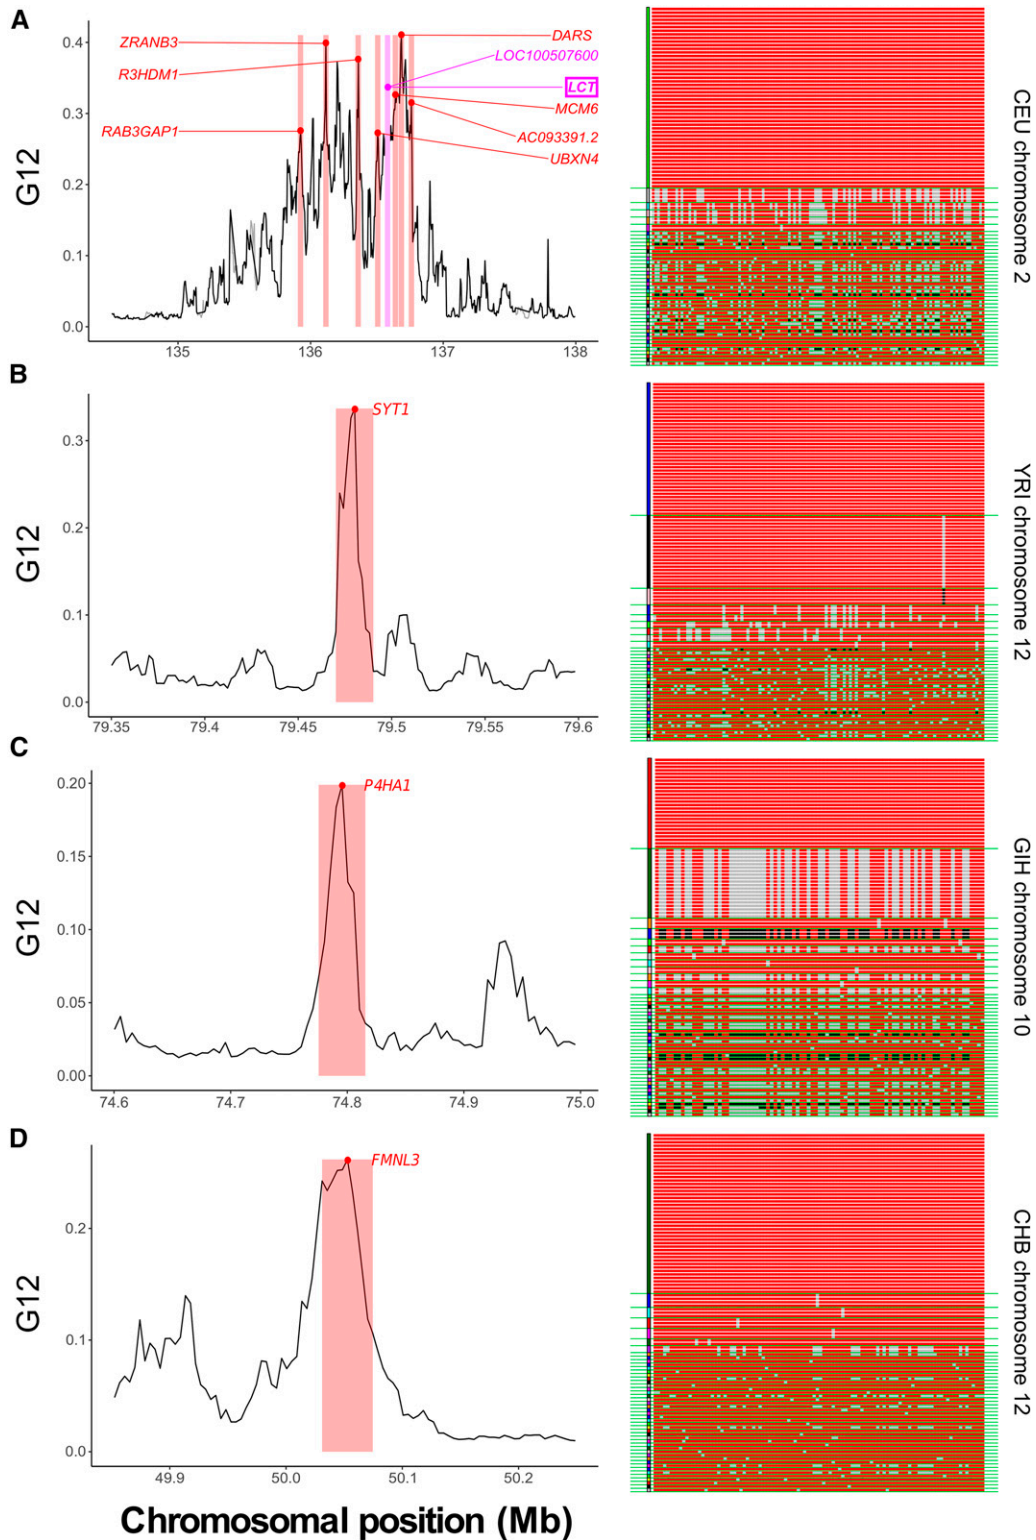 A
G12
0.4
0.3
0.2
0.1
0.0
ZRANB3
R3HDM1
RAB3GAP1
DARS
LOC100507600
LCT
MCM6
AC093391.2
UBXN4
135
136
137
138
CEU chromosome 2
B
G12
0.3
0.2
0.1
0.0
SYT1
79.35
79.4
79.45
79.5
79.55
79.6
YRI chromosome 12
C
G12
0.20
0.15
0.10
0.05
0.00
P4HA1
74.6
74.7
74.8
74.9
75.0
GIH chromosome 10
D
G12
0.2
0.1
0.0
FMNL3
49.9
50.0
50.1
50.2
CHB chromosome 12
Chromosomal position (Mb)